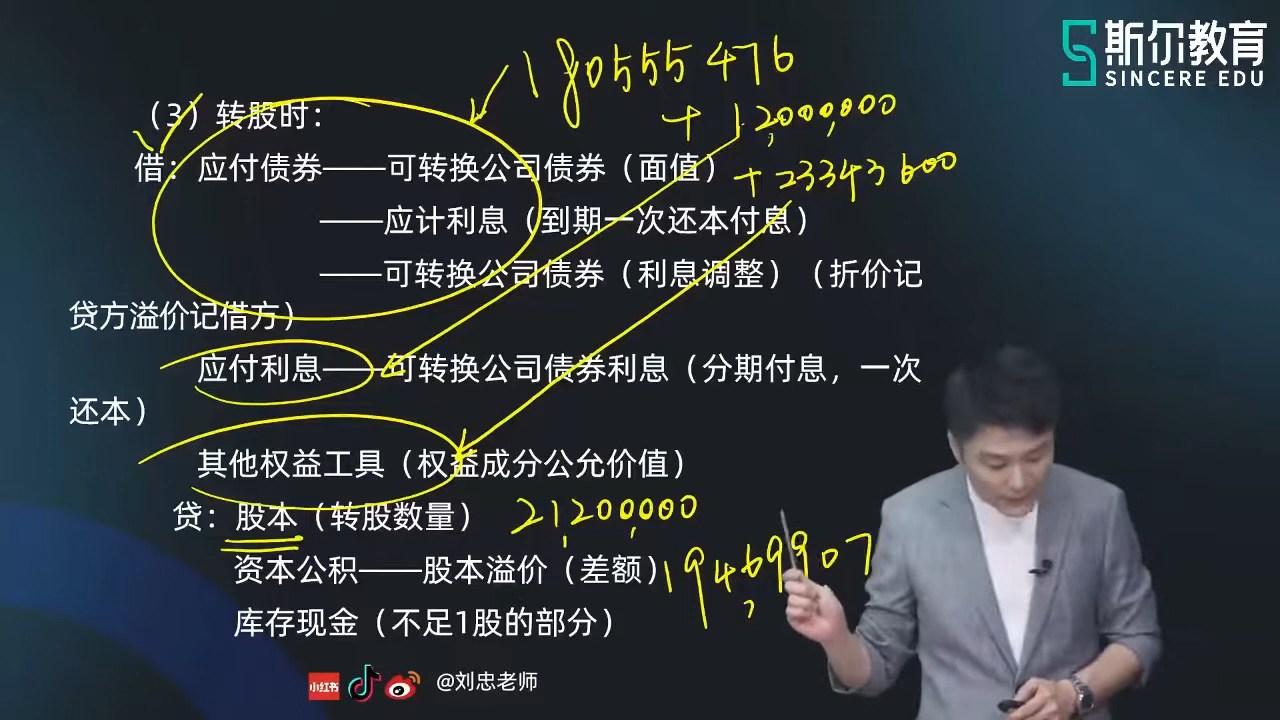 斯尔教育
SINCERE EDU
180555476
+ 12,000,000
+ 23343600
（3）转股时：
借：应付债券——可转换公司债券（面值）
——应计利息（到期一次还本付息）
——可转换公司债券（利息调整）（折价记
贷方溢价记借方）
应付利息——可转换公司债券利息（分期付息，一次
还本）
其他权益工具（权益成分公允价值）
贷：股本（转股数量）
21,200,000
资本公积——股本溢价（差额）
库存现金（不足1股的部分）
小红书
@刘忠老师